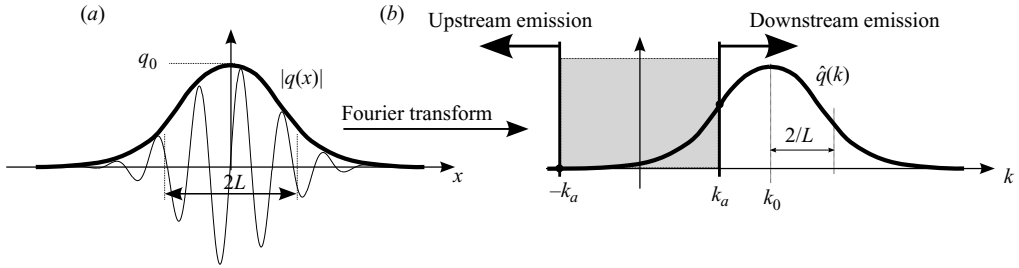 (a)
q₀
|q(x)|
2L
x
Fourier transform
(b)
Upstream emission
Downstream emission
q̂(k)
2/L
–kₐ
kₐ
k₀
k